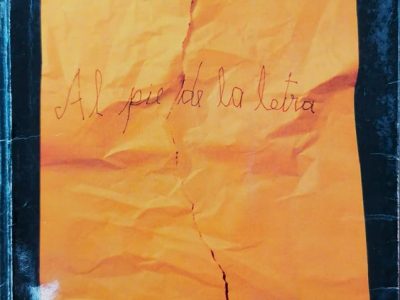 Al pie de la letra